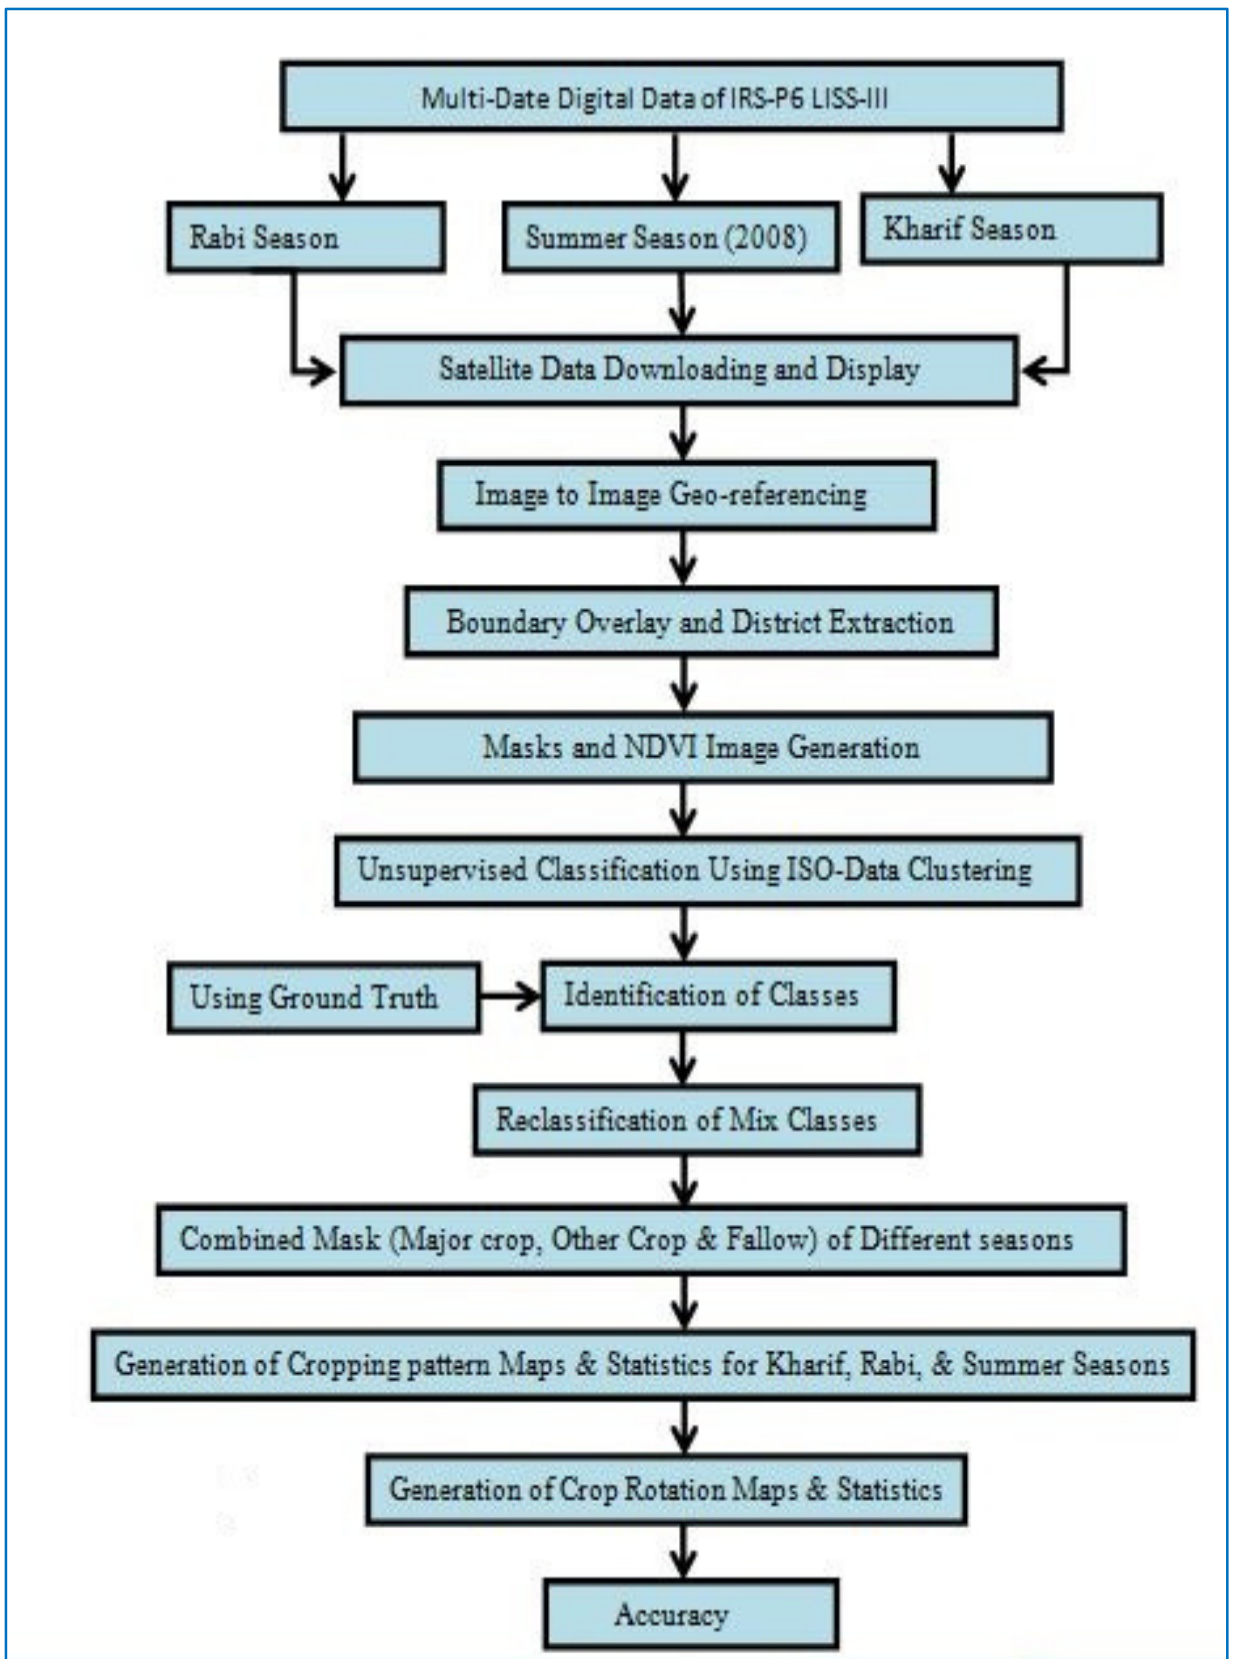 Multi-Date Digital Data of IRS-P6 LISS-III
Rabi Season
Summer Season (2008)
Kharif Season
Satellite Data Downloading and Display
Image to Image Geo-referencing
Boundary Overlay and District Extraction
Masks and NDVI Image Generation
Unsupervised Classification Using ISO-Data Clustering
Using Ground Truth
Identification of Classes
Reclassification of Mix Classes
Combined Mask (Major crop, Other Crop & Fallow) of Different seasons
Generation of Cropping pattern Maps & Statistics for Kharif, Rabi, & Summer Seasons
Generation of Crop Rotation Maps & Statistics
Accuracy